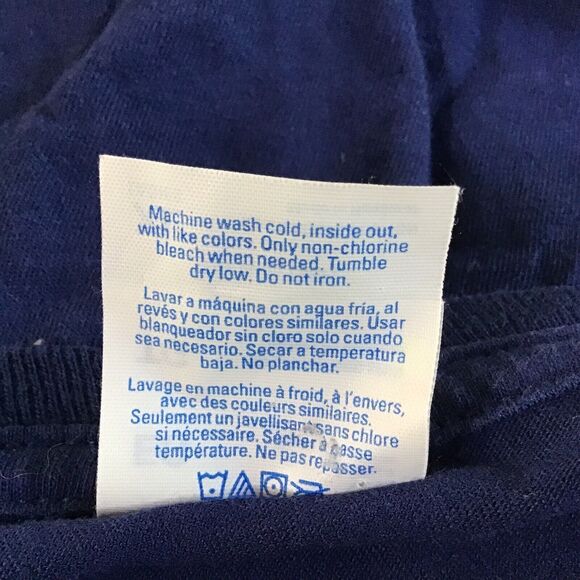 Machine wash cold, inside out,
with like colors. Only non-chlorine
bleach when needed. Tumble
dry low. Do not iron.
Lavar a máquina con agua fría, al
revés y con colores similares. Usar
blanqueador sin cloro solo cuando
sea necesario. Secar a temperatura
baja. No planchar.
Lavage en machine à froid, à l'envers,
avec des couleurs similaires.
Seulement un javellisant sans chlore
si nécessaire. Sécher à basse
température. Ne pas repasser.